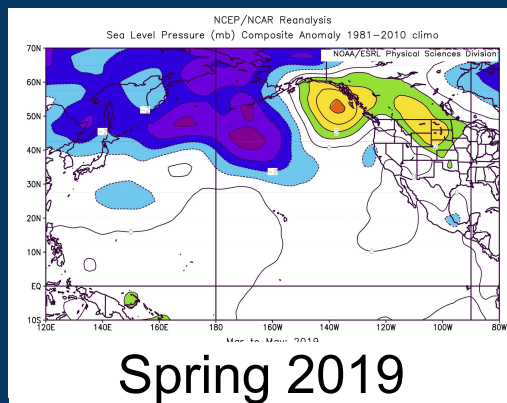 NCEP/NCAR Reanalysis
Sea Level Pressure (mb) Composite Anomaly 1981-2010 climo
NOAA/ESRL Physical Sciences Division
70N
60N
50N
40N
30N
20N
10N
EQ
10S
120E 140E 160E 180 160W 140W 120W 100W 80W
Mar to May: 2019
Spring 2019